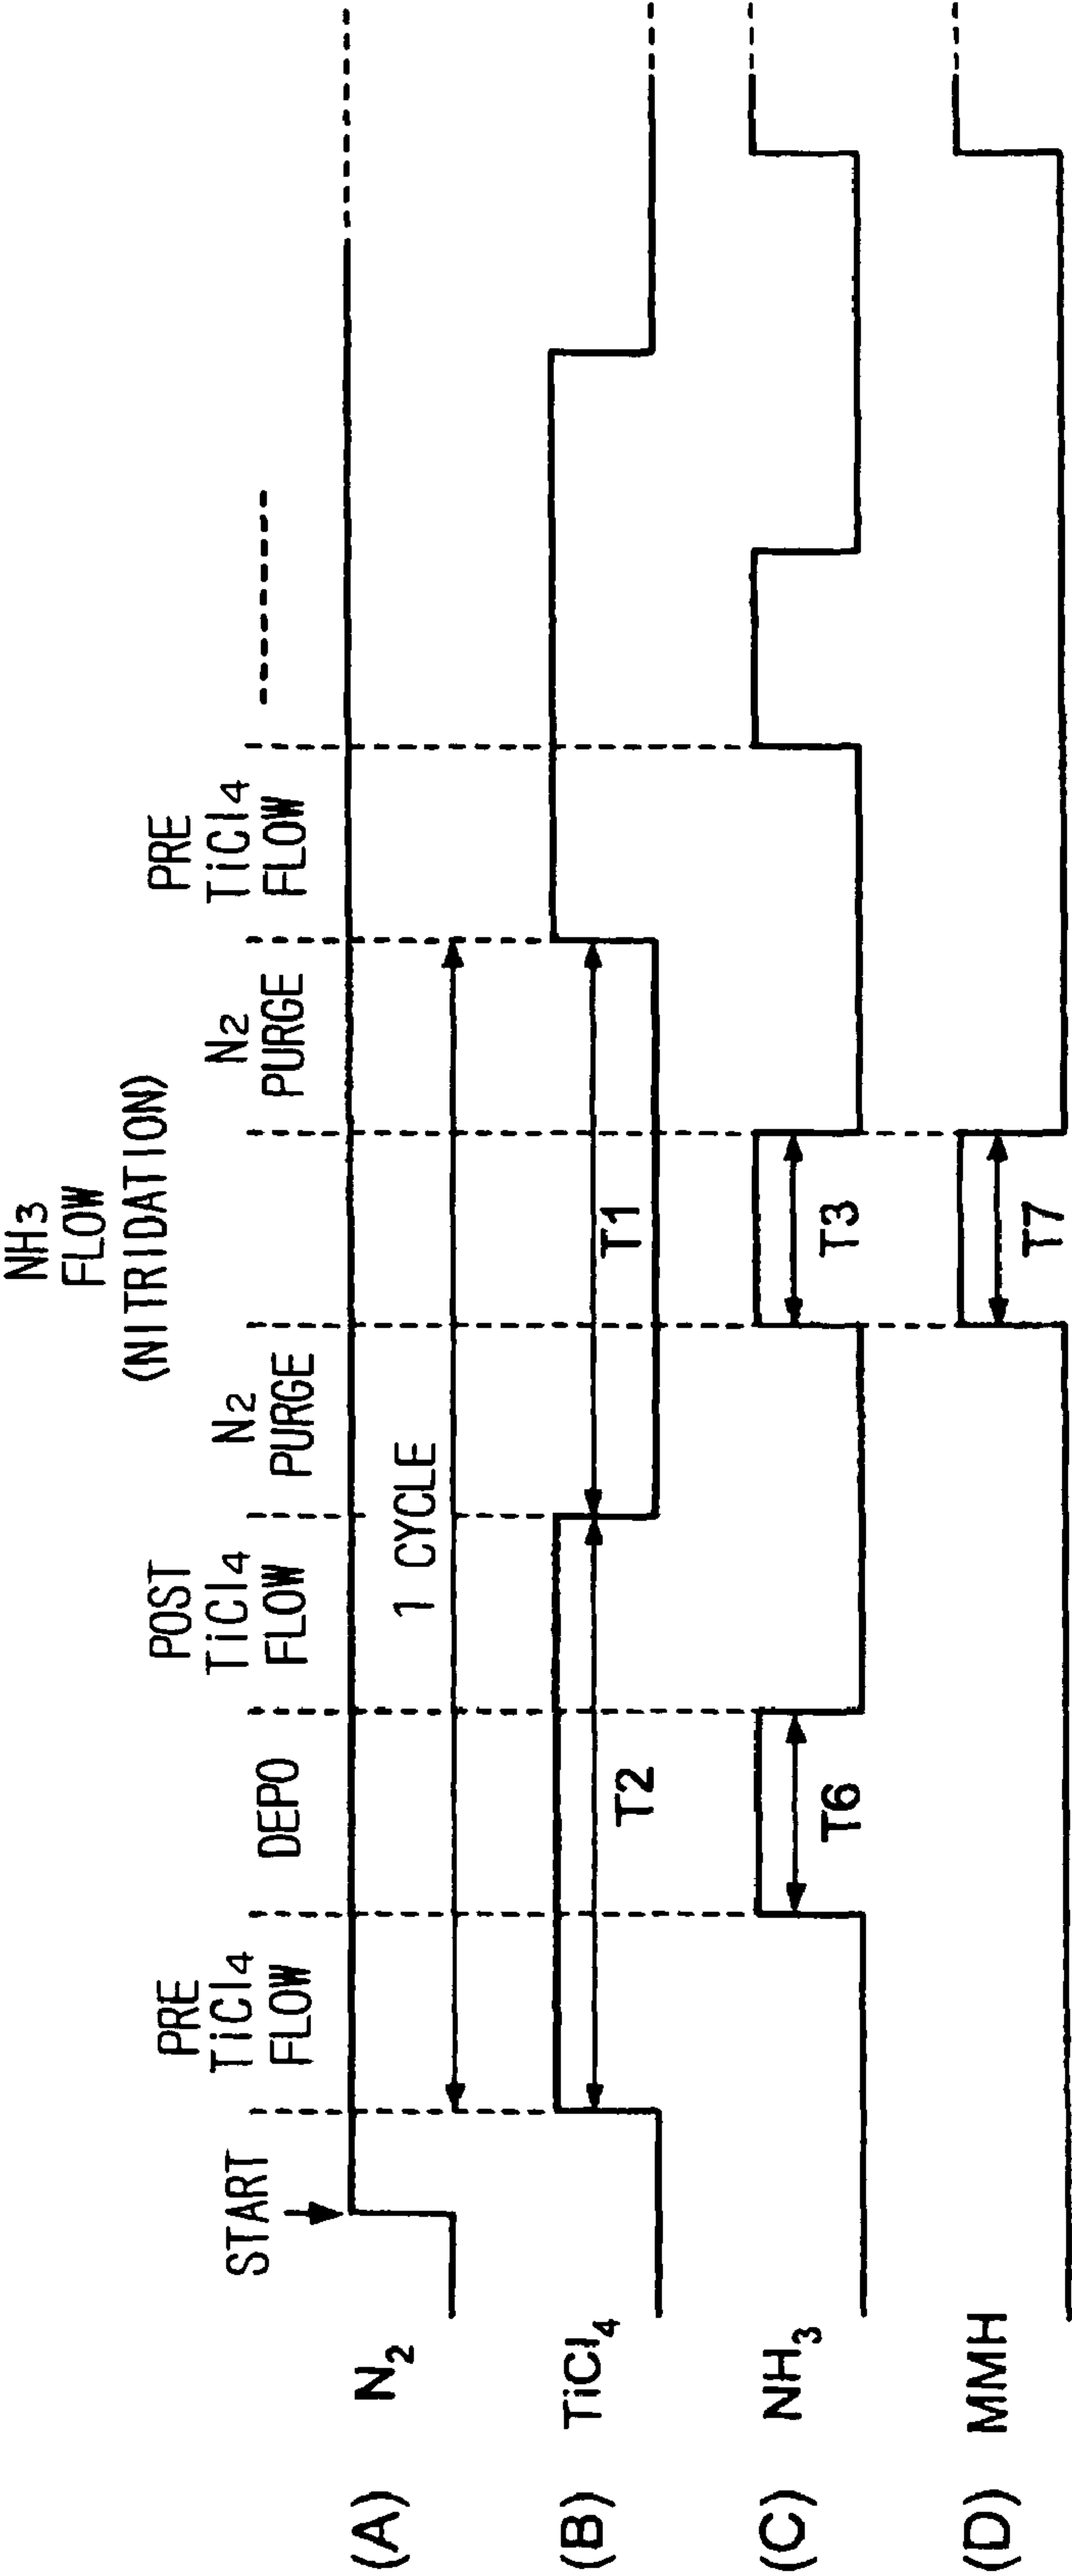 START
PRE
TiCl4
FLOW
DEPO
POST
TiCl4
FLOW
N2
PURGE
NH3
FLOW
(NITRIDATION)
N2
PURGE
PRE
TiCl4
FLOW
(A) N2
1 CYCLE
(B) TiCl4
T2
T1
(C) NH3
T6
T3
(D) MMH
T7